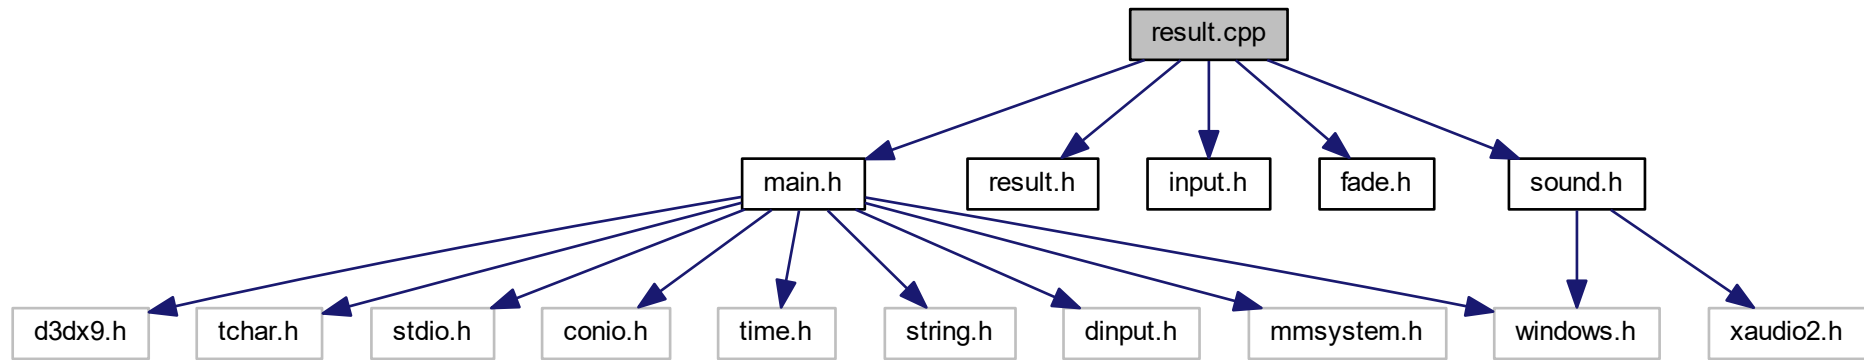 result.cpp
main.h
result.h
input.h
fade.h
sound.h
d3dx9.h
tchar.h
stdio.h
conio.h
time.h
string.h
dinput.h
mmsystem.h
windows.h
xaudio2.h